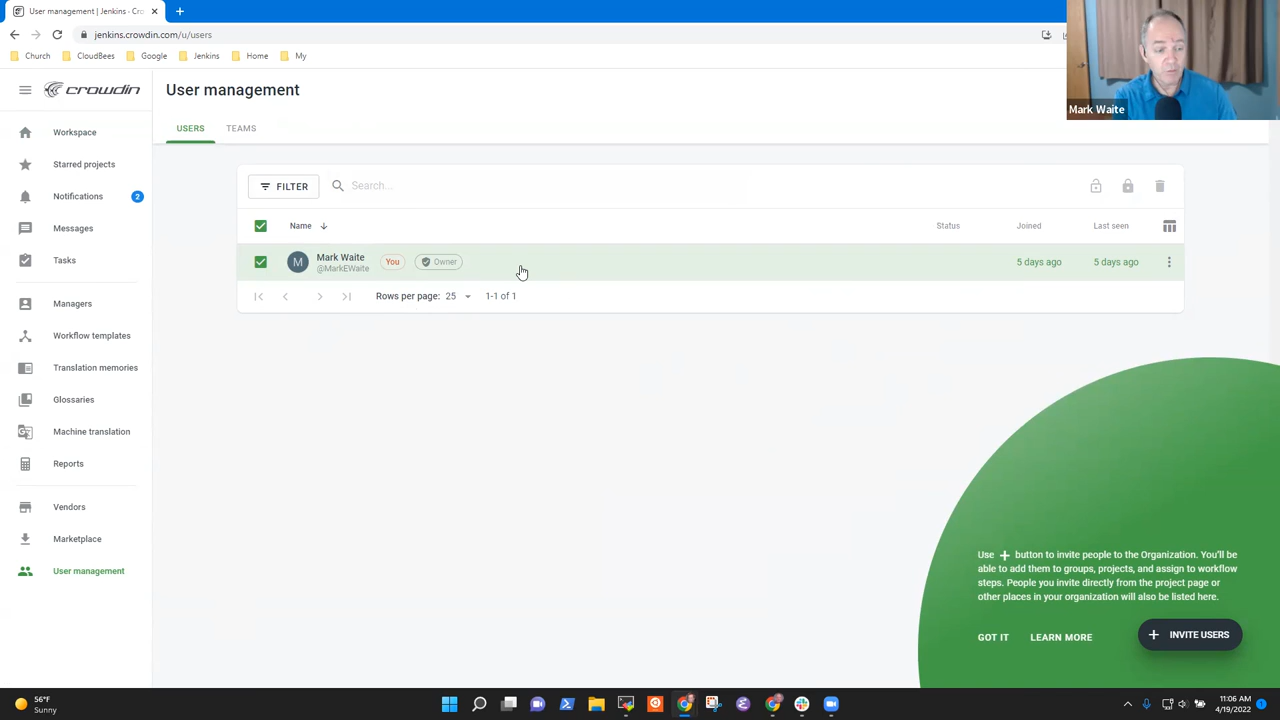 User management | Jenkins - Cro
jenkins.crowdin.com/u/users
Church
CloudBees
Google
Jenkins
Home
My
Mark Waite
crowdin
User management
USERS
TEAMS
Workspace
Starred projects
Notifications
2
Messages
Tasks
Managers
Workflow templates
Translation memories
Glossaries
Machine translation
Reports
Vendors
Marketplace
User management
FILTER
Search...
Name
Status
Joined
Last seen
M
Mark Waite
@MarkEWaite
You
Owner
5 days ago
5 days ago
Rows per page: 25
1-1 of 1
Use + button to invite people to the Organization. You'll be
able to add them to groups, projects, and assign to workflow
steps. People you invite directly from the project page or
other places in your organization will also be listed here.
GOT IT
LEARN MORE
+ INVITE USERS
56°F
Sunny
11:06 AM
4/19/2022